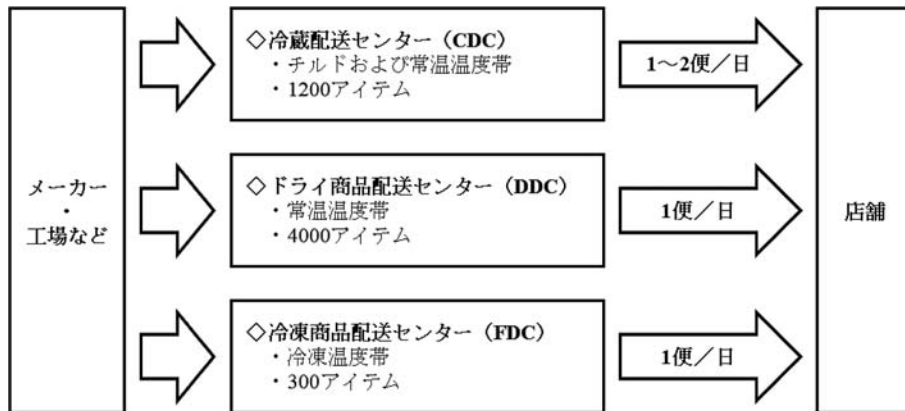 メーカー
・
工場など
◇冷蔵配送センター（CDC）
・チルドおよび常温温度帯
・1200アイテム
1～2便／日
◇ドライ商品配送センター（DDC）
・常温温度帯
・4000アイテム
1便／日
◇冷凍商品配送センター（FDC）
・冷凍温度帯
・300アイテム
1便／日
店舗